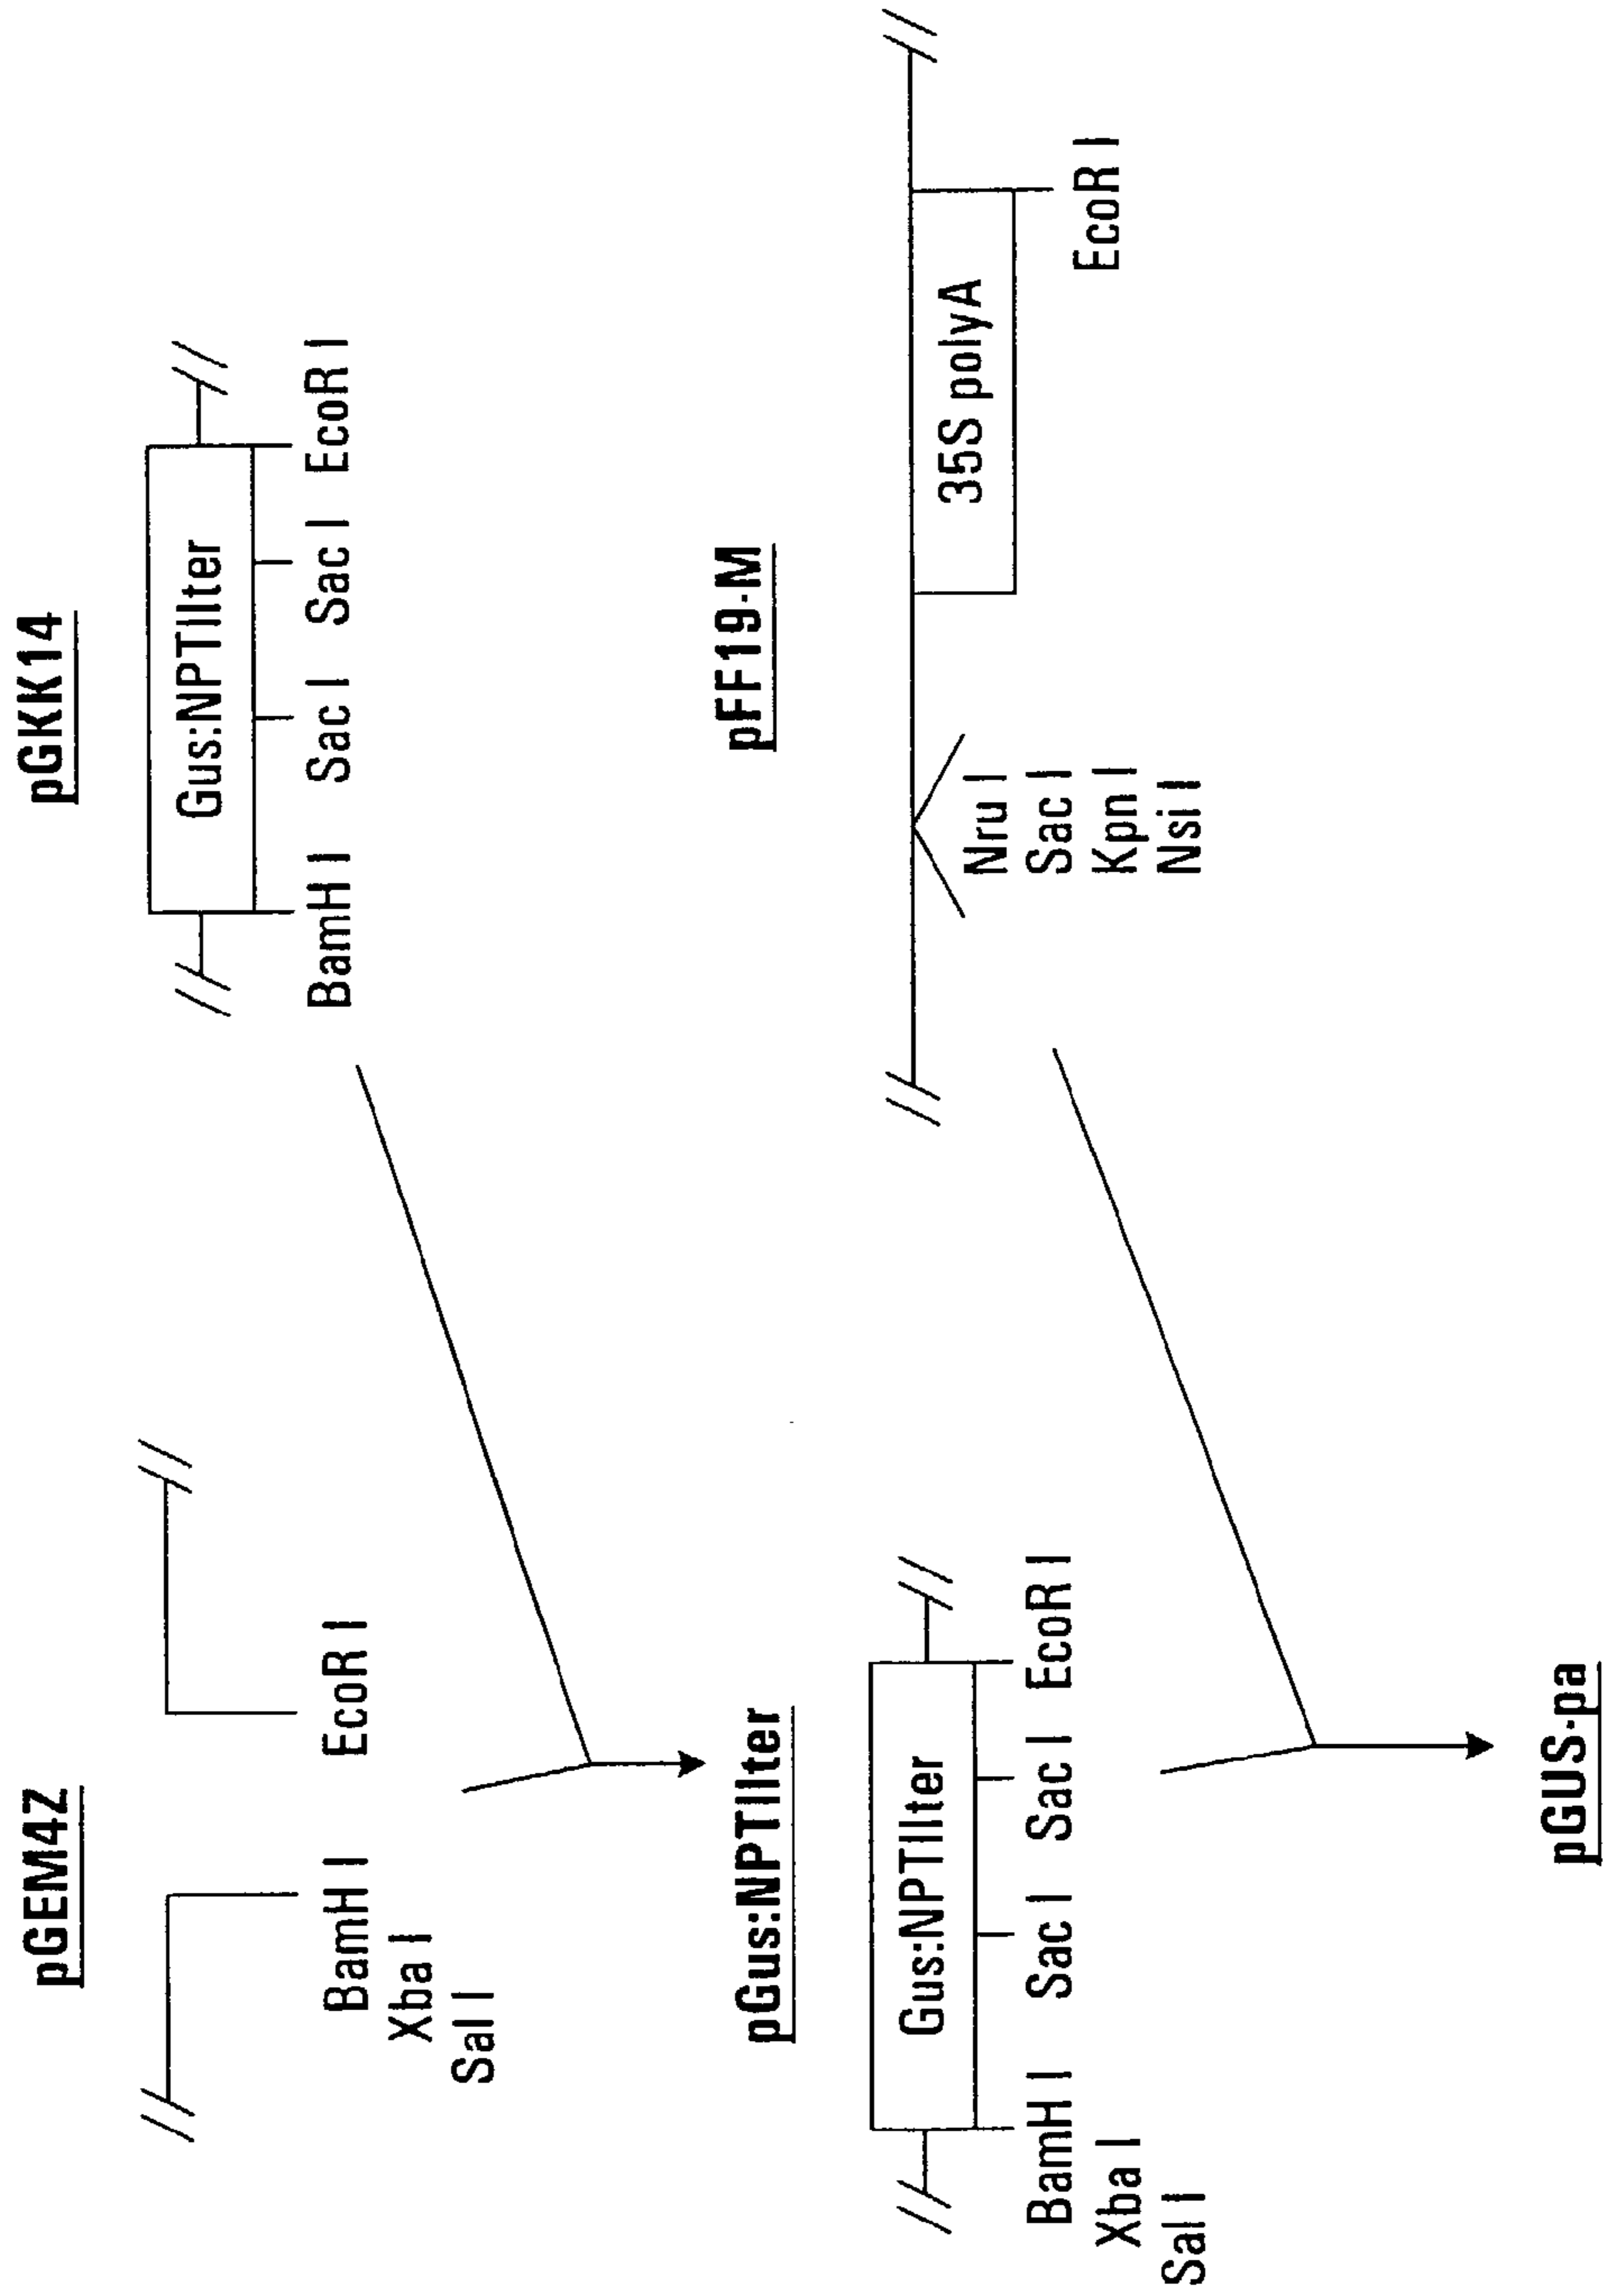 pGEM4Z
BamH I EcoR I
Xba I
Sal I
pGKK14
Gus:NPTIIter
BamH I Sac I Sac I EcoR I
pGus:NPTIIter
Gus:NPTIIter
BamH I Sac I Sac I EcoR I
Xba I
Sal I
pFF19-M
35S polyA
Nru I
Sac I
Kpn I
Nsi I
EcoR I
pGUS-pa